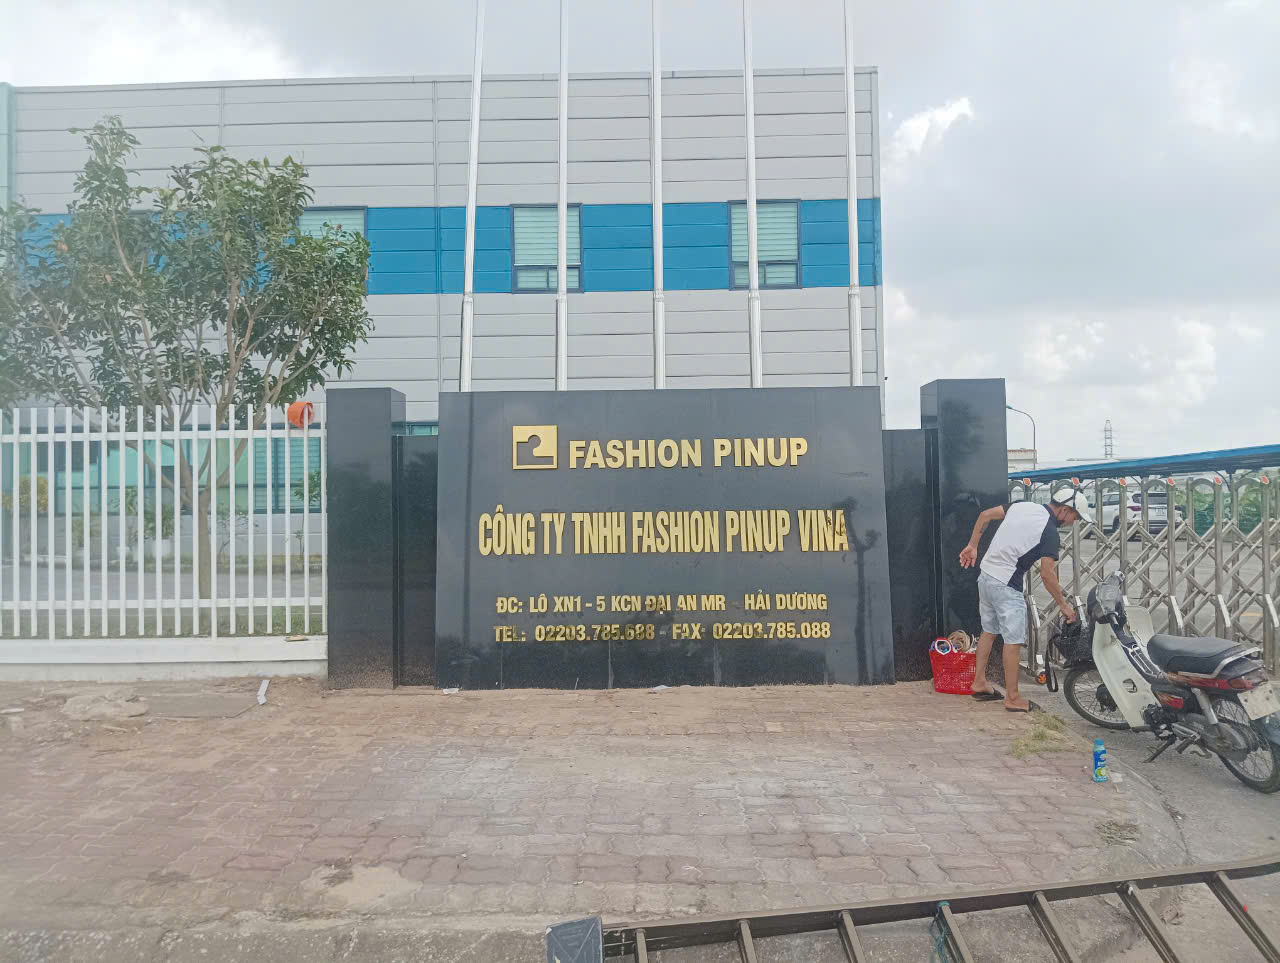 FASHION PINUP
CÔNG TY TNHH FASHION PINUP VINA
ĐC: LÔ XN1 - 5 KCN ĐẠI AN MR - HẢI DƯƠNG
TEL: 02203.785.688 - FAX: 02203.785.088